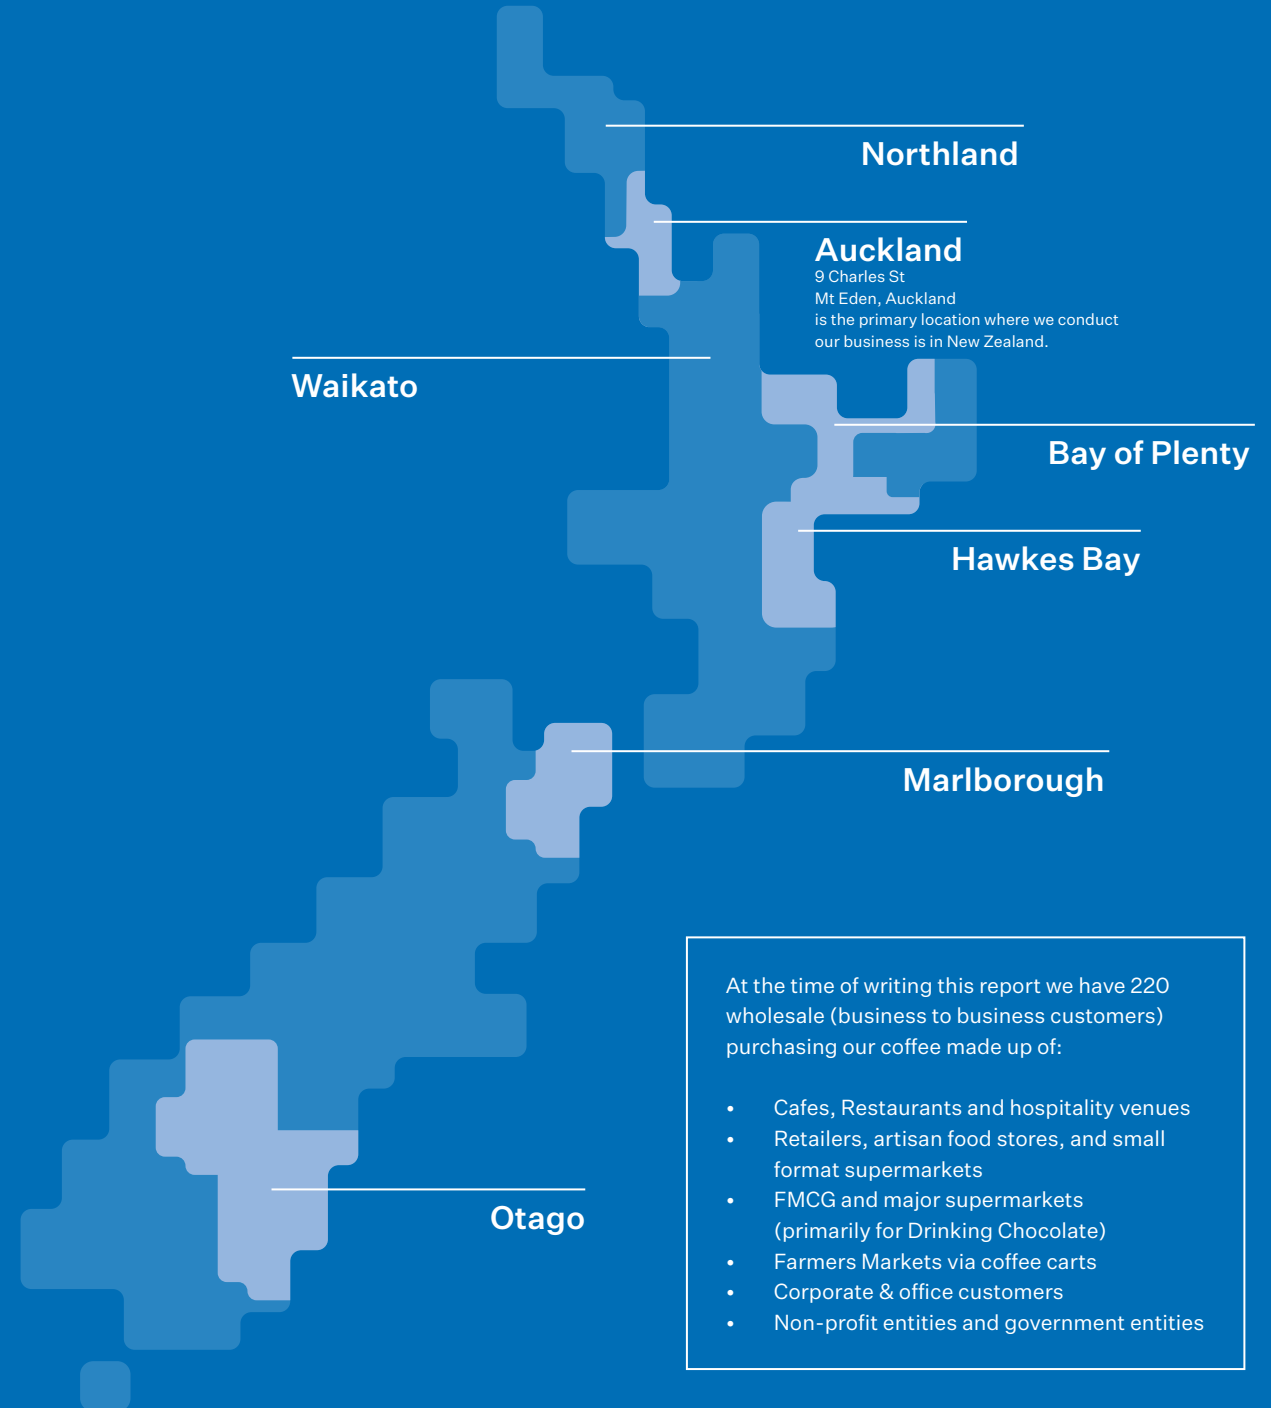 Northland
Auckland
9 Charles St
Mt Eden, Auckland
is the primary location where we conduct
our business is in New Zealand.
Waikato
Bay of Plenty
Hawkes Bay
Marlborough
At the time of writing this report we have 220
wholesale (business to business customers)
purchasing our coffee made up of:
• Cafes, Restaurants and hospitality venues
• Retailers, artisan food stores, and small
format supermarkets
• FMCG and major supermarkets
(primarily for Drinking Chocolate)
• Farmers Markets via coffee carts
• Corporate & office customers
• Non-profit entities and government entities
Otago